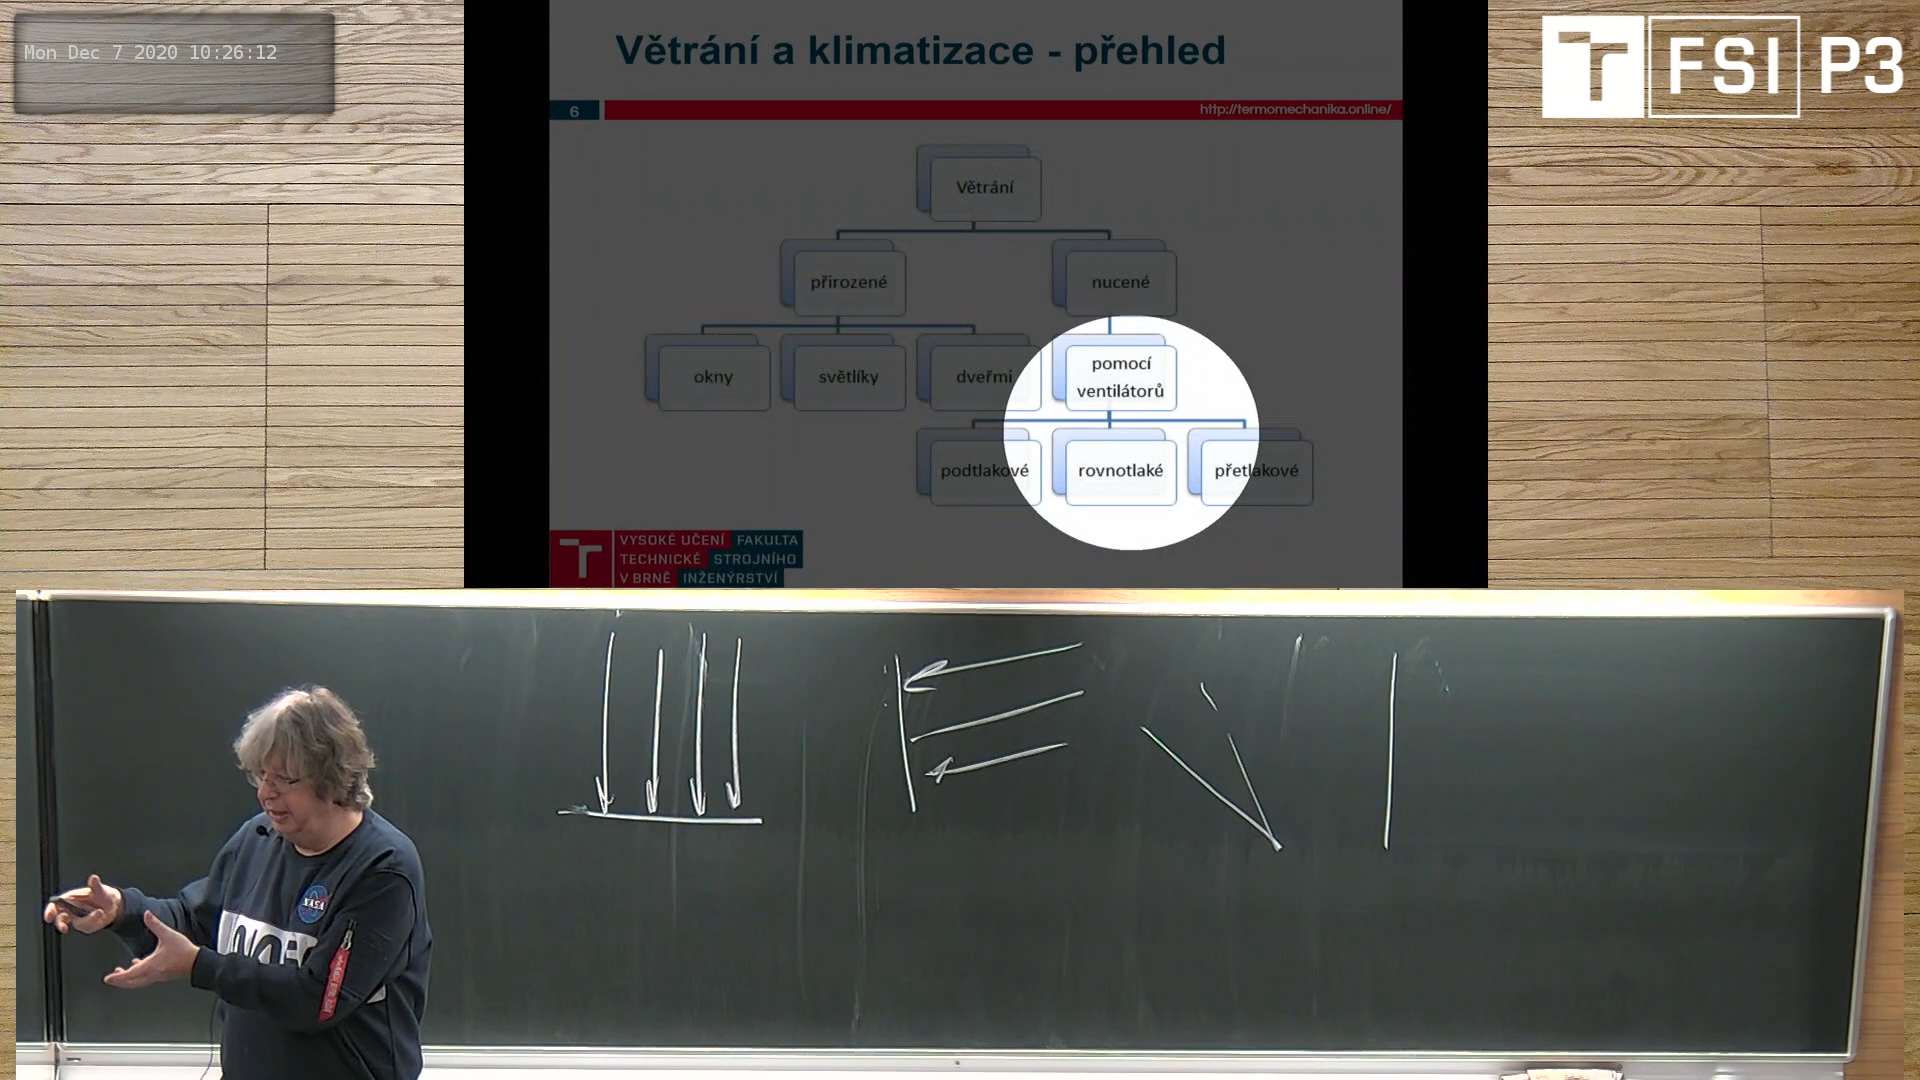 Mon Dec 7 2020 10:26:12
Větrání a klimatizace - přehled
FSI P3
6
http://termomechanika.online/
Větrání
přirozené
nucené
okny
světlíky
dveřmi
pomocí
ventilátorů
podtlakové
rovnotlaké
přetlakové
VYSOKÉ UČENÍ FAKULTA
TECHNICKÉ STROJNÍHO
V BRNĚ INŽENÝRSTVÍ
NASA